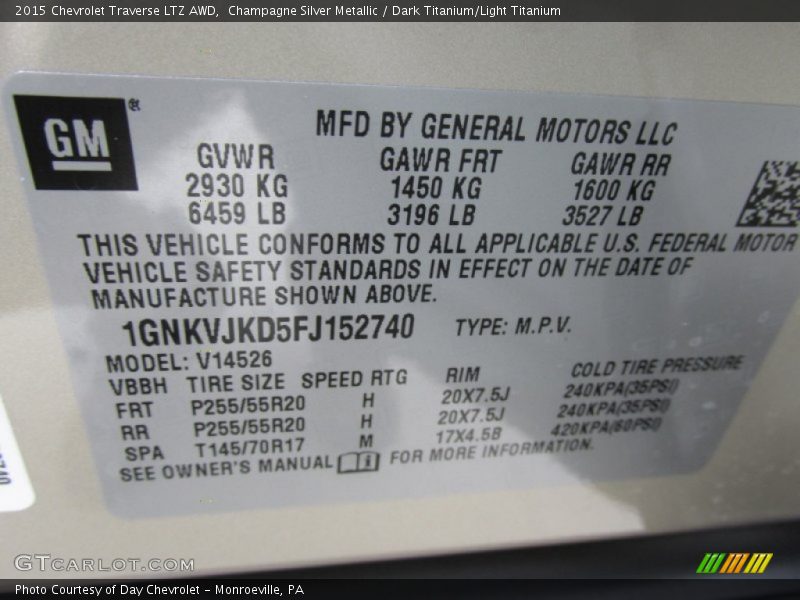 2015 Chevrolet Traverse LTZ AWD,  Champagne Silver Metallic / Dark Titanium/Light Titanium
GM®
MFD BY GENERAL MOTORS LLC
GVWR GAWR FRT GAWR RR
2930 KG 1450 KG 1600 KG
6459 LB 3196 LB 3527 LB
THIS VEHICLE CONFORMS TO ALL APPLICABLE U.S. FEDERAL MOTOR
VEHICLE SAFETY STANDARDS IN EFFECT ON THE DATE OF
MANUFACTURE SHOWN ABOVE.
1GNKVJKD5FJ152740 TYPE: M.P.V.
MODEL: V14526
VBBH TIRE SIZE SPEED RTG RIM COLD TIRE PRESSURE
FRT P255/55R20 H 20X7.5J 240KPA(35PSI)
RR P255/55R20 H 20X7.5J 240KPA(35PSI)
SPA T145/70R17 M 17X4.5B 420KPA(60PSI)
SEE OWNER'S MANUAL FOR MORE INFORMATION.
GTCARLOT.COM
Photo Courtesy of Day Chevrolet - Monroeville, PA